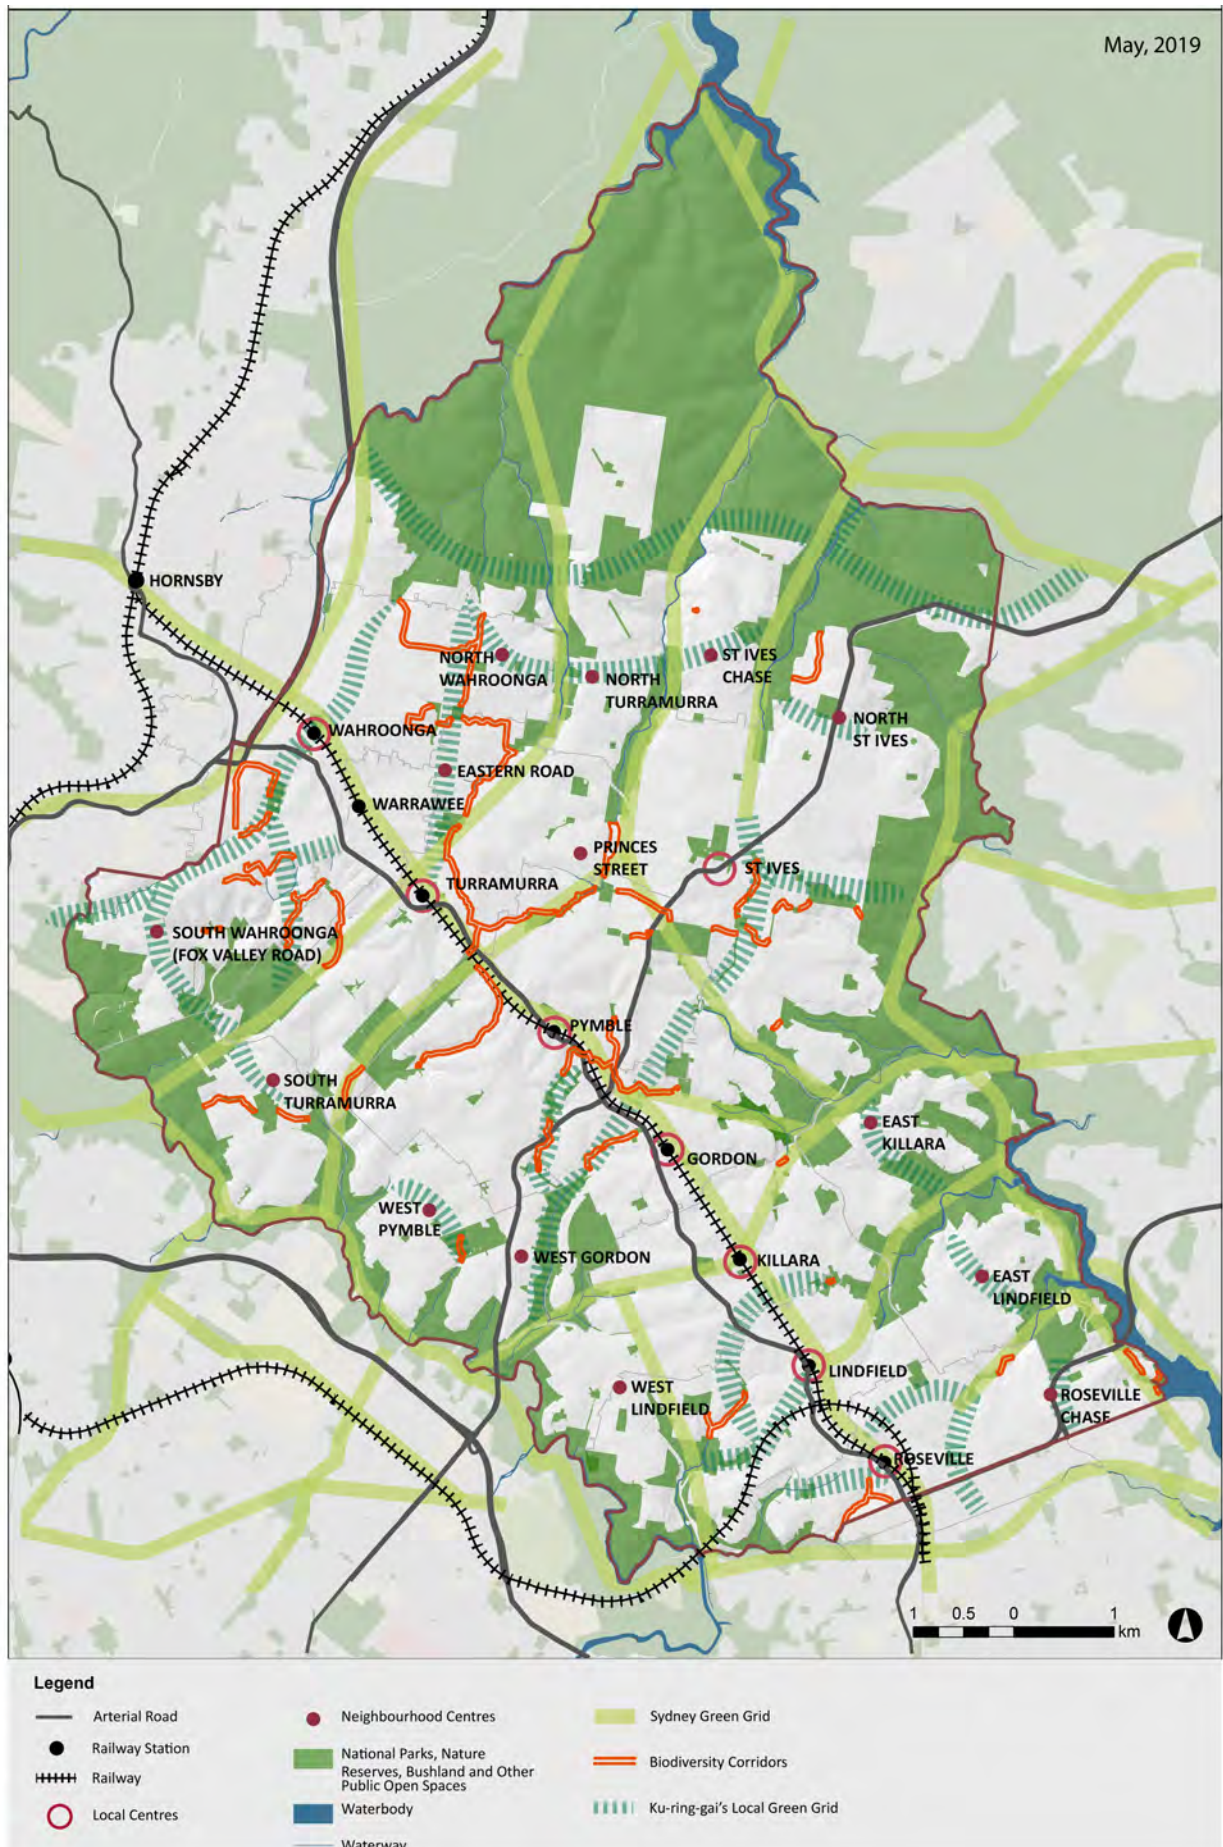 May, 2019
HORNSBY
NORTH
WAHROONGA
NORTH
TURRAMURRA
ST IVES
CHASE
NORTH
ST IVES
WAHROONGA
EASTERN ROAD
WARRAWEE
PRINCES
STREET
ST IVES
TURRAMURRA
SOUTH WAHROONGA
(FOX VALLEY ROAD)
PYMBLE
SOUTH
TURRAMURRA
EAST
KILLARA
GORDON
WEST
PYMBLE
WEST GORDON
KILLARA
EAST
LINDFIELD
LINDFIELD
WEST
LINDFIELD
ROSEVILLE
CHASE
ROSEVILLE
1 0.5 0 1
km
Legend
Arterial Road
Railway Station
Railway
Local Centres
Neighbourhood Centres
National Parks, Nature
Reserves, Bushland and Other
Public Open Spaces
Waterbody
Waterway
Sydney Green Grid
Biodiversity Corridors
Ku-ring-gai's Local Green Grid